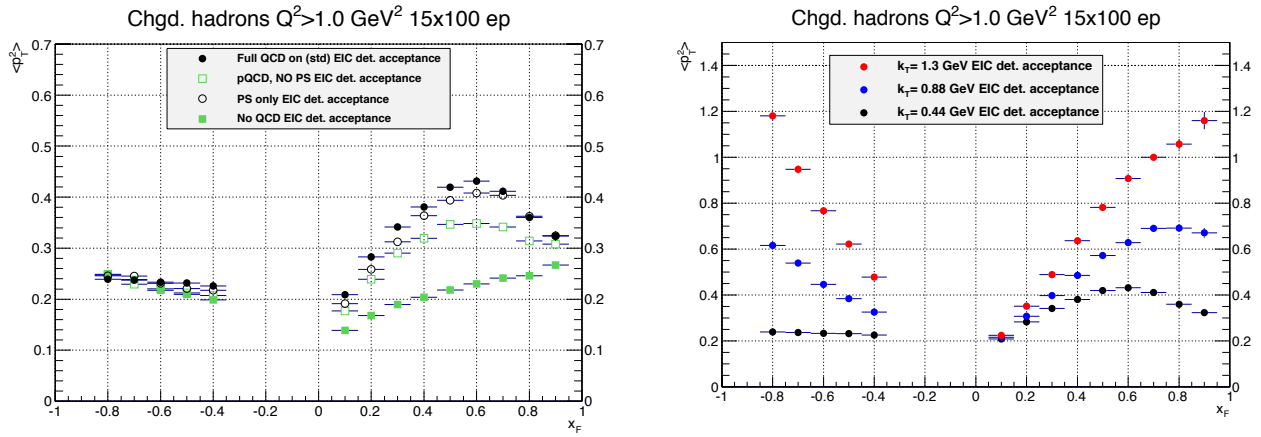 Chgd. hadrons Q²>1.0 GeV² 15x100 ep
<p²_T>
Full QCD on (std) EIC det. acceptance
pQCD, NO PS EIC det. acceptance
PS only EIC det. acceptance
No QCD EIC det. acceptance
0.7 0.7
0.6 0.6
0.5 0.5
0.4 0.4
0.3 0.3
0.2 0.2
0.1 0.1
0 0
-1 -0.8 -0.6 -0.4 -0.2 0 0.2 0.4 0.6 0.8 1
x_F
Chgd. hadrons Q²>1.0 GeV² 15x100 ep
<p²_T>
k_T= 1.3 GeV EIC det. acceptance
k_T= 0.88 GeV EIC det. acceptance
k_T= 0.44 GeV EIC det. acceptance
1.4 1.4
1.2 1.2
1 1
0.8 0.8
0.6 0.6
0.4 0.4
0.2 0.2
0 0
-1 -0.8 -0.6 -0.4 -0.2 0 0.2 0.4 0.6 0.8 1
x_F